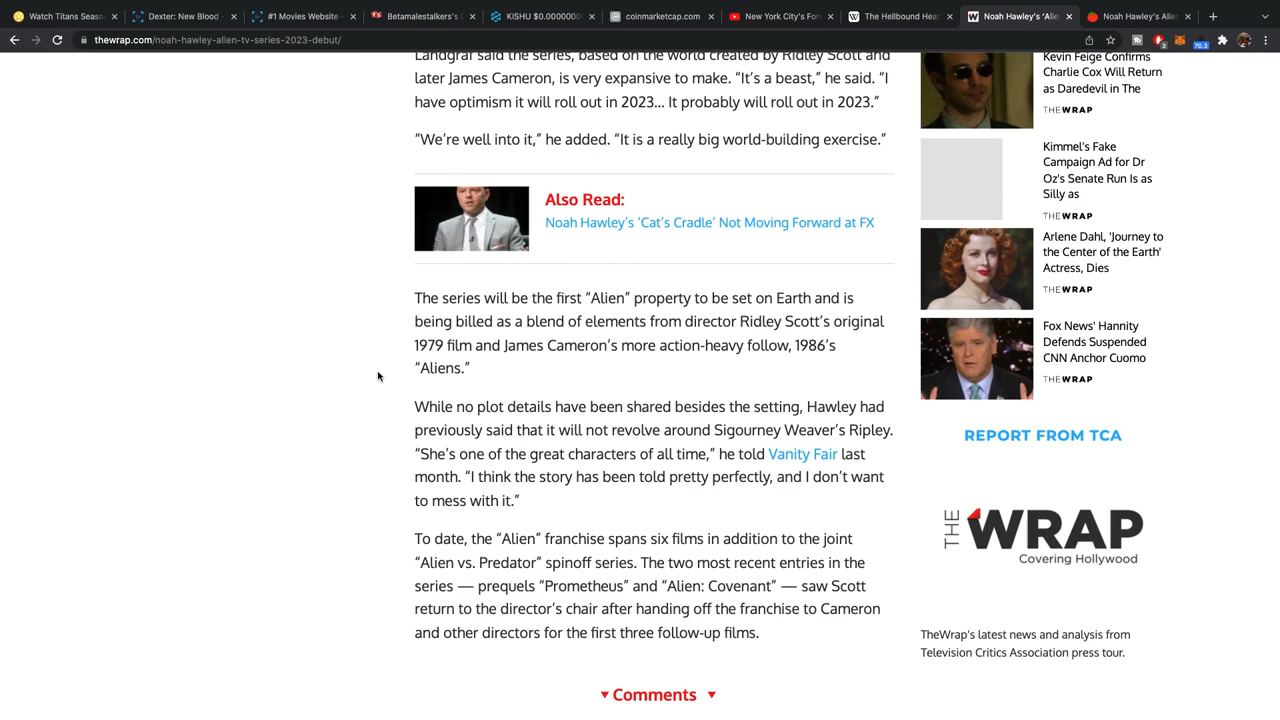 Watch Titans Seaso
Dexter: New Blood -
#1 Movies Website -
Betamalestalkers's
KISHU $0.00000000
coinmarketcap.com
New York City's For
The Hellbound Hear
Noah Hawley's 'Alie
Noah Hawley's Alien
thewrap.com/noah-hawley-alien-tv-series-2023-debut/
3
70.3
Landgraf said the series, based on the world created by Ridley Scott and
later James Cameron, is very expansive to make. “It’s a beast,” he said. “I
have optimism it will roll out in 2023… It probably will roll out in 2023.”
“We’re well into it,” he added. “It is a really big world-building exercise.”
Also Read:
Noah Hawley’s ‘Cat’s Cradle’ Not Moving Forward at FX
The series will be the first “Alien” property to be set on Earth and is
being billed as a blend of elements from director Ridley Scott’s original
1979 film and James Cameron’s more action-heavy follow, 1986’s
“Aliens.”
While no plot details have been shared besides the setting, Hawley had
previously said that it will not revolve around Sigourney Weaver’s Ripley.
“She’s one of the great characters of all time,” he told Vanity Fair last
month. “I think the story has been told pretty perfectly, and I don’t want
to mess with it.”
To date, the “Alien” franchise spans six films in addition to the joint
“Alien vs. Predator” spinoff series. The two most recent entries in the
series — prequels “Prometheus” and “Alien: Covenant” — saw Scott
return to the director’s chair after handing off the franchise to Cameron
and other directors for the first three follow-up films.
Comments
Kevin Feige Confirms
Charlie Cox Will Return
as Daredevil in The
THEWRAP
Kimmel's Fake
Campaign Ad for Dr
Oz's Senate Run Is as
Silly as
THEWRAP
Arlene Dahl, 'Journey to
the Center of the Earth'
Actress, Dies
THEWRAP
Fox News' Hannity
Defends Suspended
CNN Anchor Cuomo
THEWRAP
REPORT FROM TCA
THE WRAP
Covering Hollywood
TheWrap's latest news and analysis from
Television Critics Association press tour.